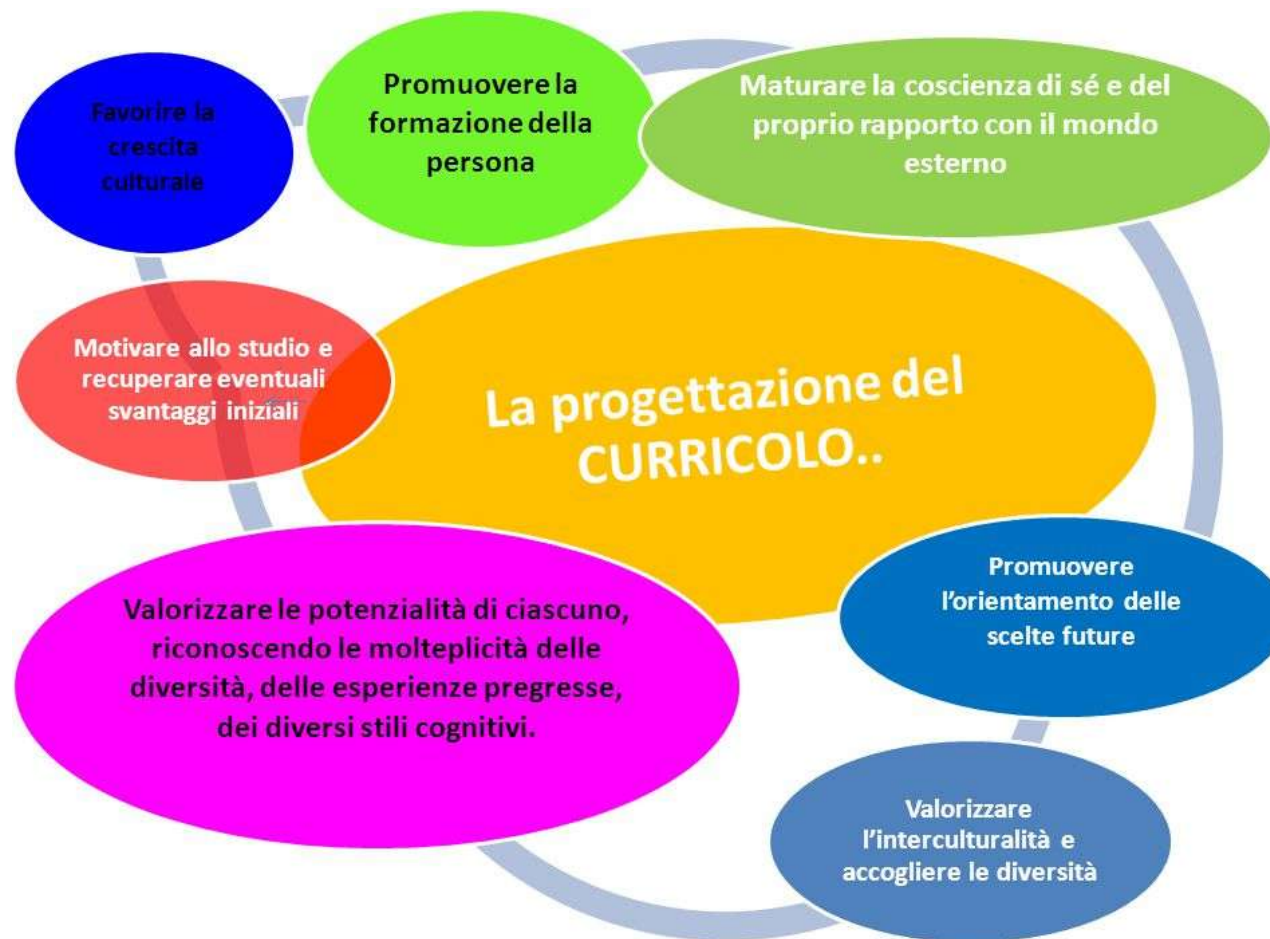 Favorire la
crescita
culturale
Promuovere la
formazione della
persona
Maturare la coscienza di sé e del
proprio rapporto con il mondo
esterno
Motivare allo studio e
recuperare eventuali
svantaggi iniziali
La progettazione del
CURRICOLO..
Promuovere
l’orientamento delle
scelte future
Valorizzare le potenzialità di ciascuno,
riconoscendo le molteplicità delle
diversità, delle esperienze pregresse,
dei diversi stili cognitivi.
Valorizzare
l’interculturalità e
accogliere le diversità